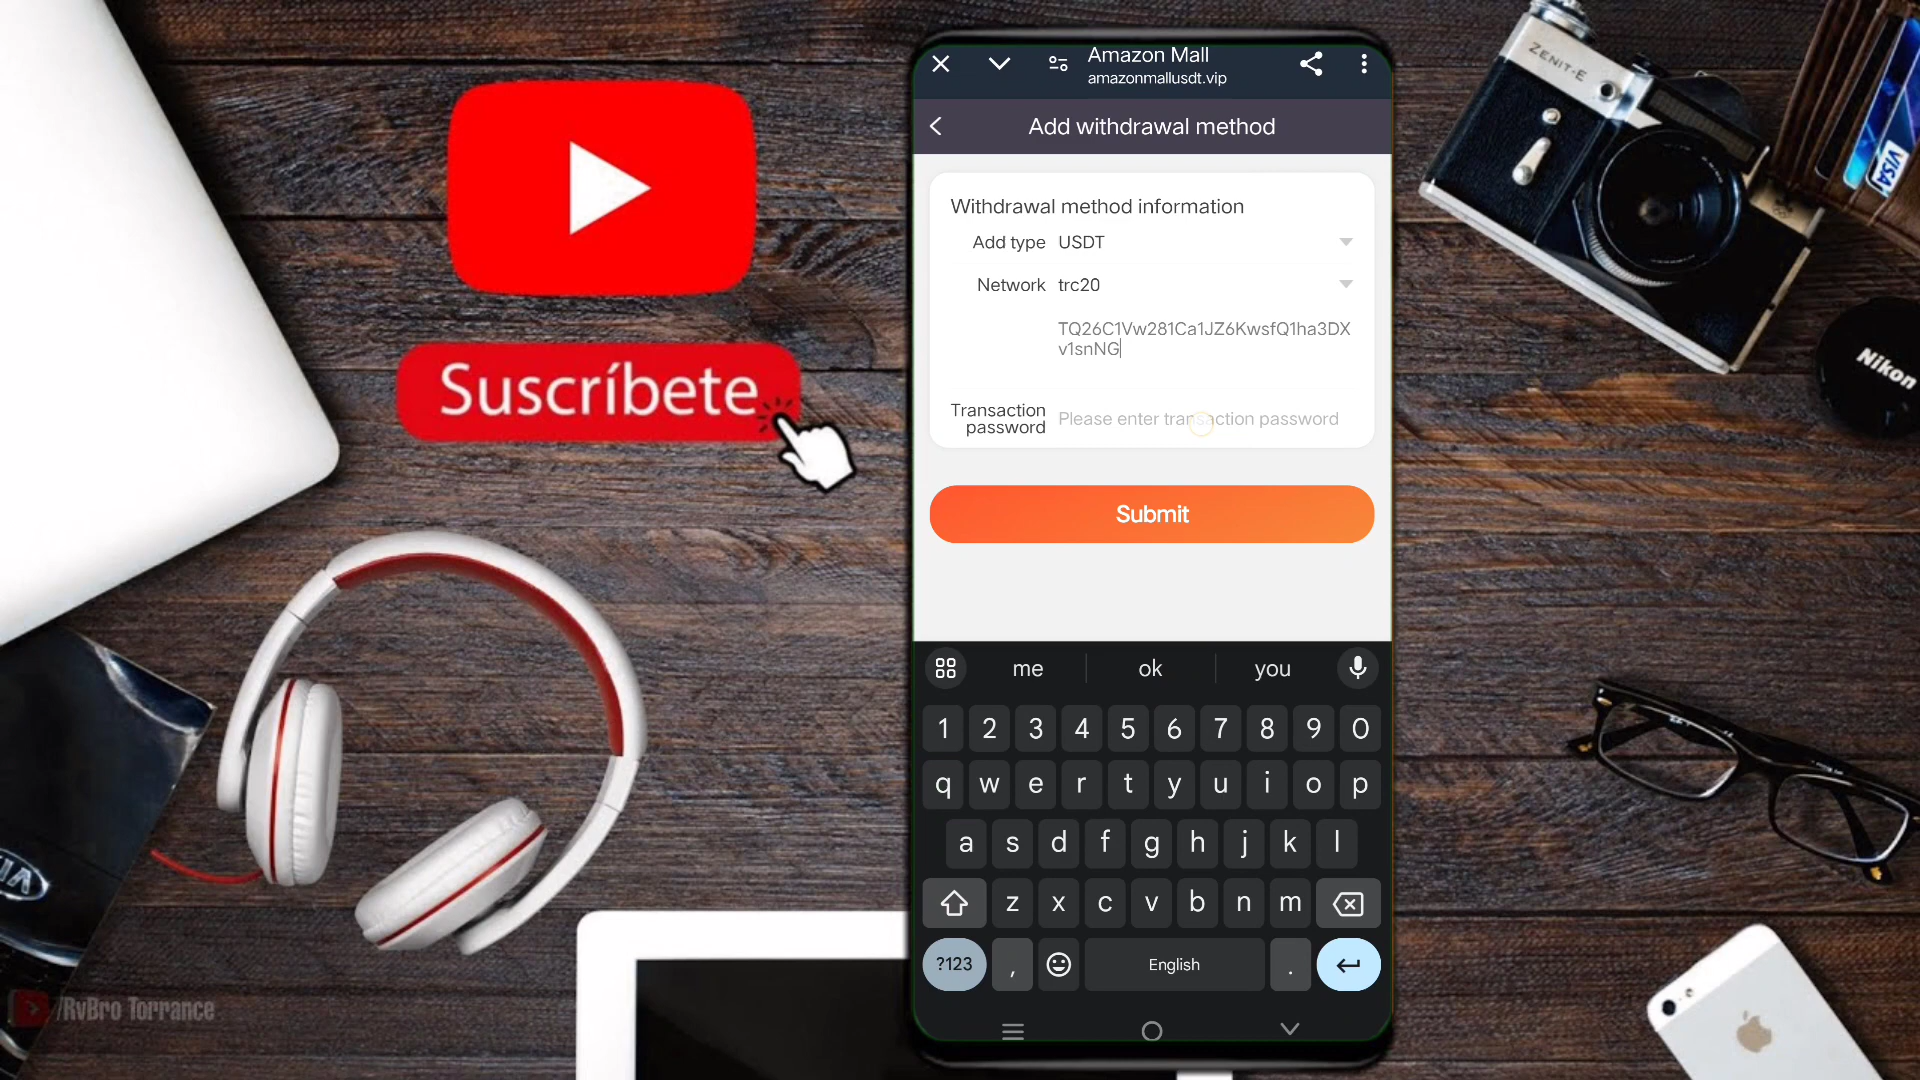 Amazon Mall
amazonmallusdt.vip
Add withdrawal method
Withdrawal method information
Add type USDT
Network trc20
TQ26C1Vw281Ca1JZ6KwsfQ1ha3DX
v1snNG
Transaction
password
Please enter transaction password
Submit
me ok you
1 2 3 4 5 6 7 8 9 0
q w e r t y u i o p
a s d f g h j k l
z x c v b n m
?123 , English .
Suscríbete
ZENIT-E
VISA
Nikon
/RvBro Torrance